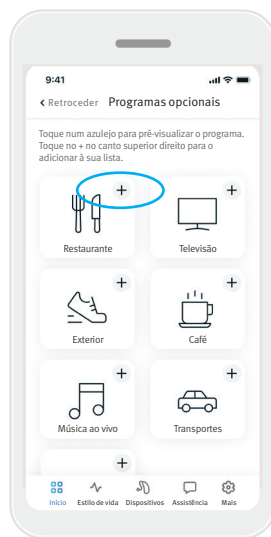 9:41
Retroceder Programas opcionais
Toque num azulejo para pré-visualizar o programa.
Toque no + no canto superior direito para o
adicionar à sua lista.
+ +
Restaurante Televisão
+ +
Exterior Café
+ +
Música ao vivo Transportes
+
Início Estilo de vida Dispositivos Assistência Mais